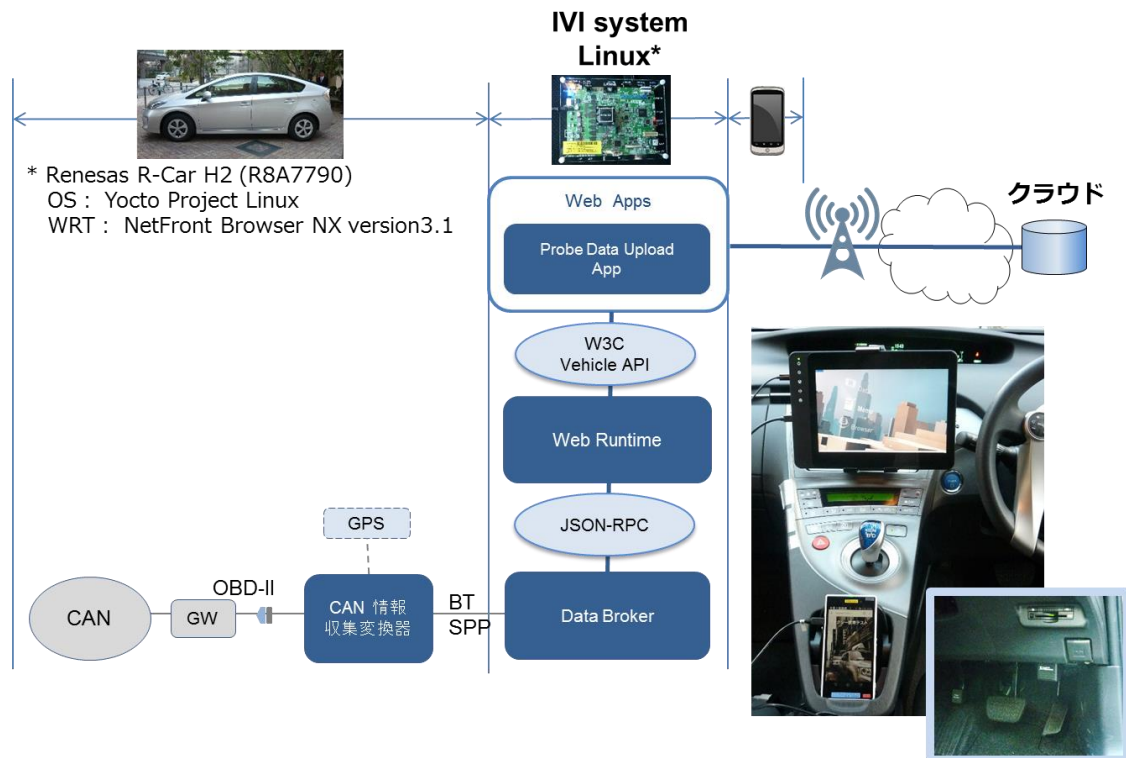 IVI system
Linux*
* Renesas R-Car H2 (R8A7790)
OS : Yocto Project Linux
WRT : NetFront Browser NX version3.1
Web Apps
Probe Data Upload
App
クラウド
W3C
Vehicle API
Web Runtime
JSON-RPC
GPS
OBD-II
CAN
GW
CAN 情報
収集変換器
BT
SPP
Data Broker